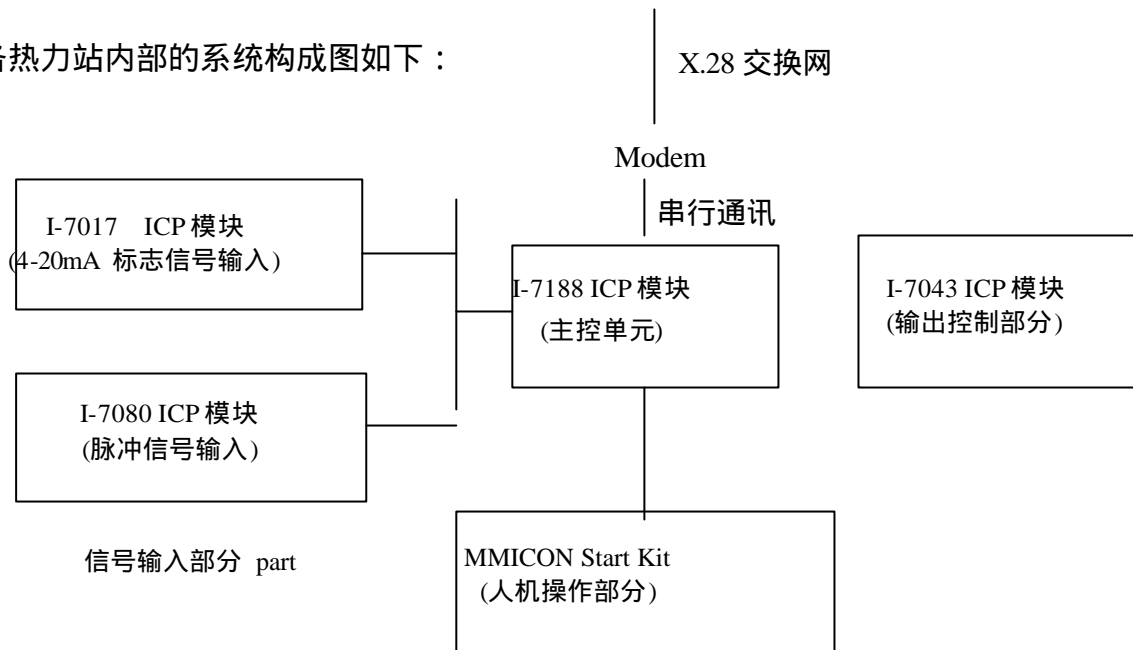 各热力站内部的系统构成图如下：
X.28 交换网
Modem
串行通讯
I-7017 ICP 模块
(4-20mA 标志信号输入)
I-7188 ICP 模块
(主控单元)
I-7043 ICP 模块
(输出控制部分)
I-7080 ICP 模块
(脉冲信号输入)
信号输入部分 part
MMICON Start Kit
(人机操作部分)